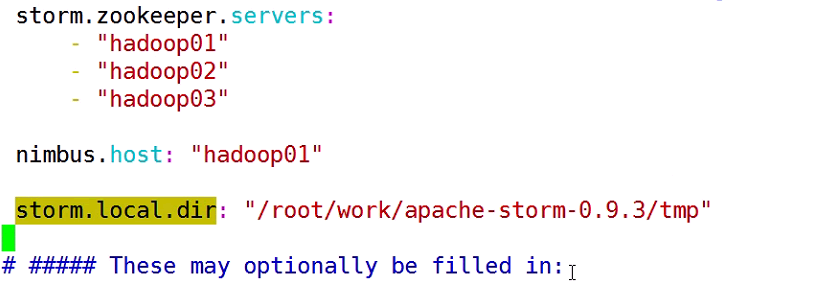 storm.zookeeper.servers:
    - "hadoop01"
    - "hadoop02"
    - "hadoop03"
nimbus.host: "hadoop01"
storm.local.dir: "/root/work/apache-storm-0.9.3/tmp"
# ##### These may optionally be filled in: